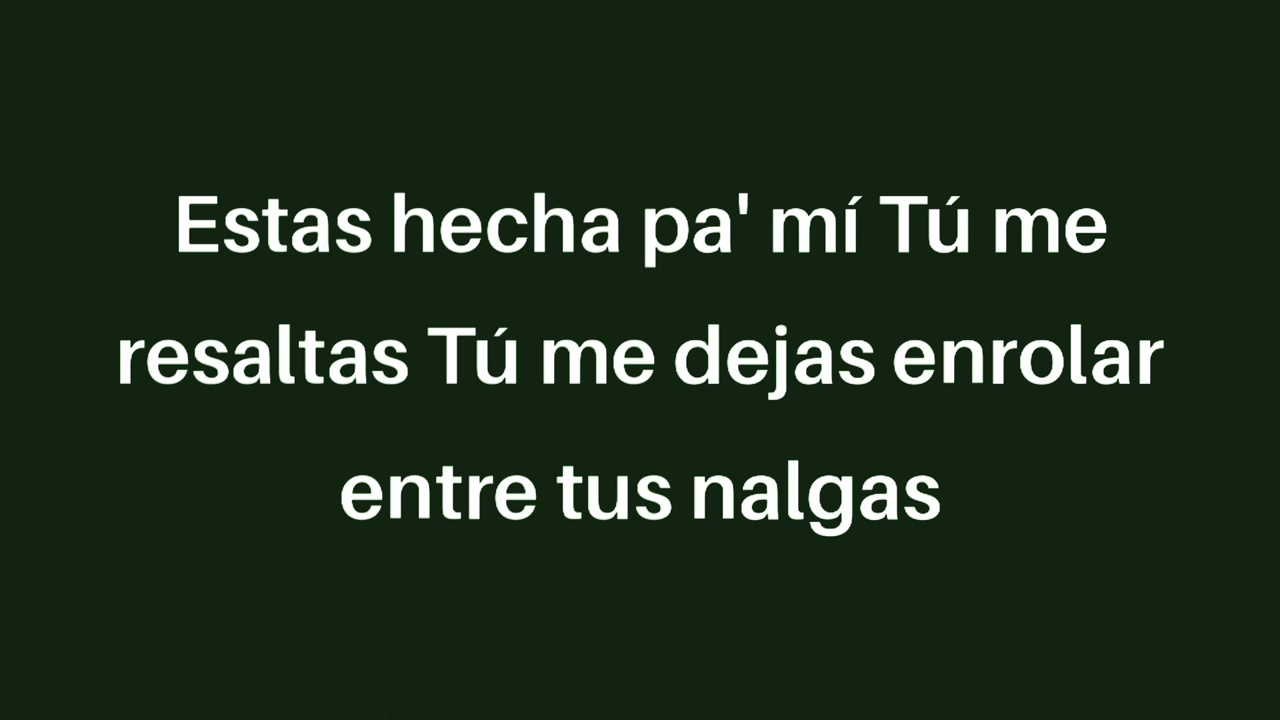 Estas hecha pa' mí Tú me
resaltas Tú me dejas enrolar
entre tus nalgas